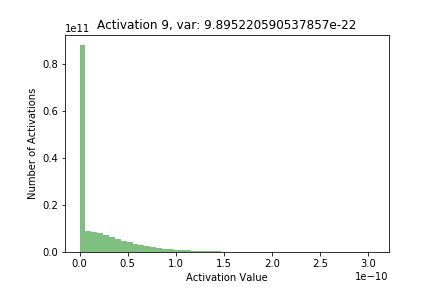 Activation 9, var: 9.895220590537857e-22
1e11
Number of Activations
0.8
0.6
0.4
0.2
0.0
0.0 0.5 1.0 1.5 2.0 2.5 3.0
1e−10
Activation Value